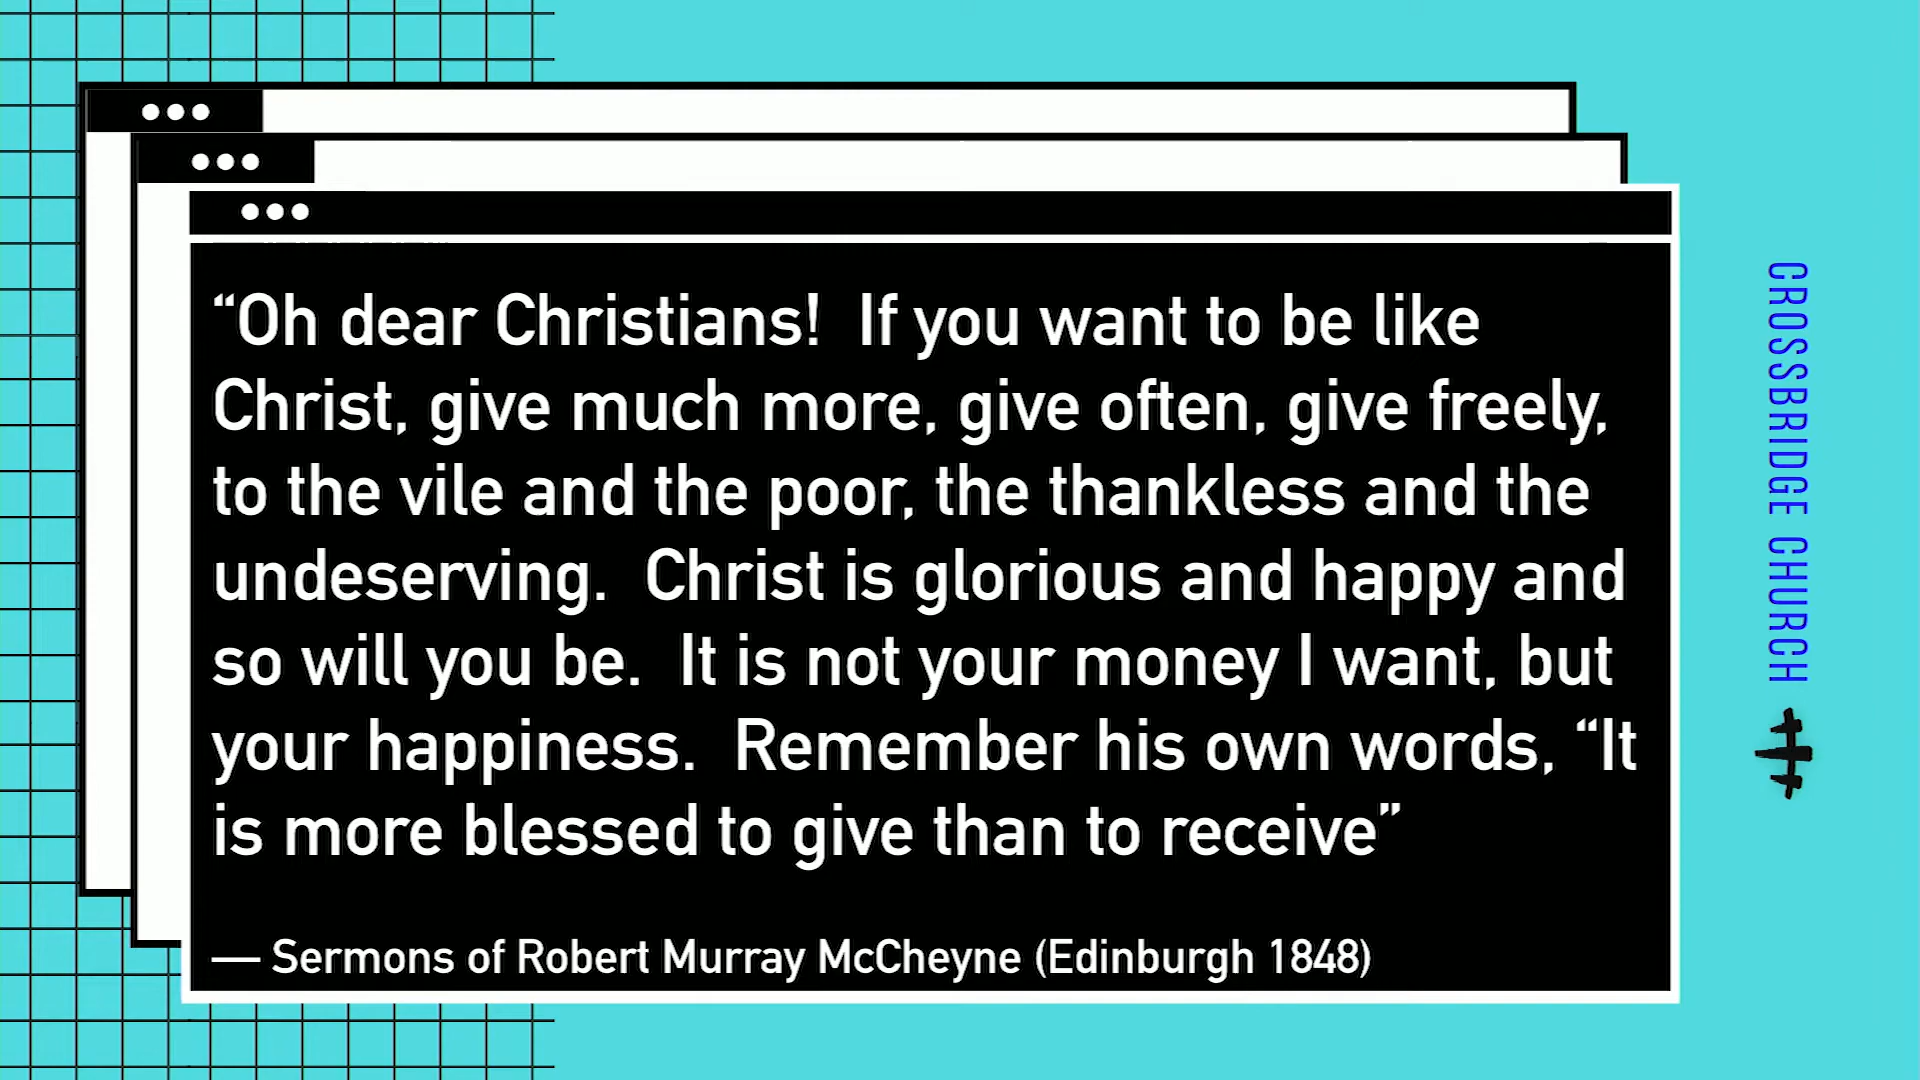 “Oh dear Christians!  If you want to be like
Christ, give much more, give often, give freely,
to the vile and the poor, the thankless and the
undeserving.  Christ is glorious and happy and
so will you be.  It is not your money I want, but
your happiness.  Remember his own words, “It
is more blessed to give than to receive”
— Sermons of Robert Murray McCheyne (Edinburgh 1848)
CROSSBRIDGE CHURCH